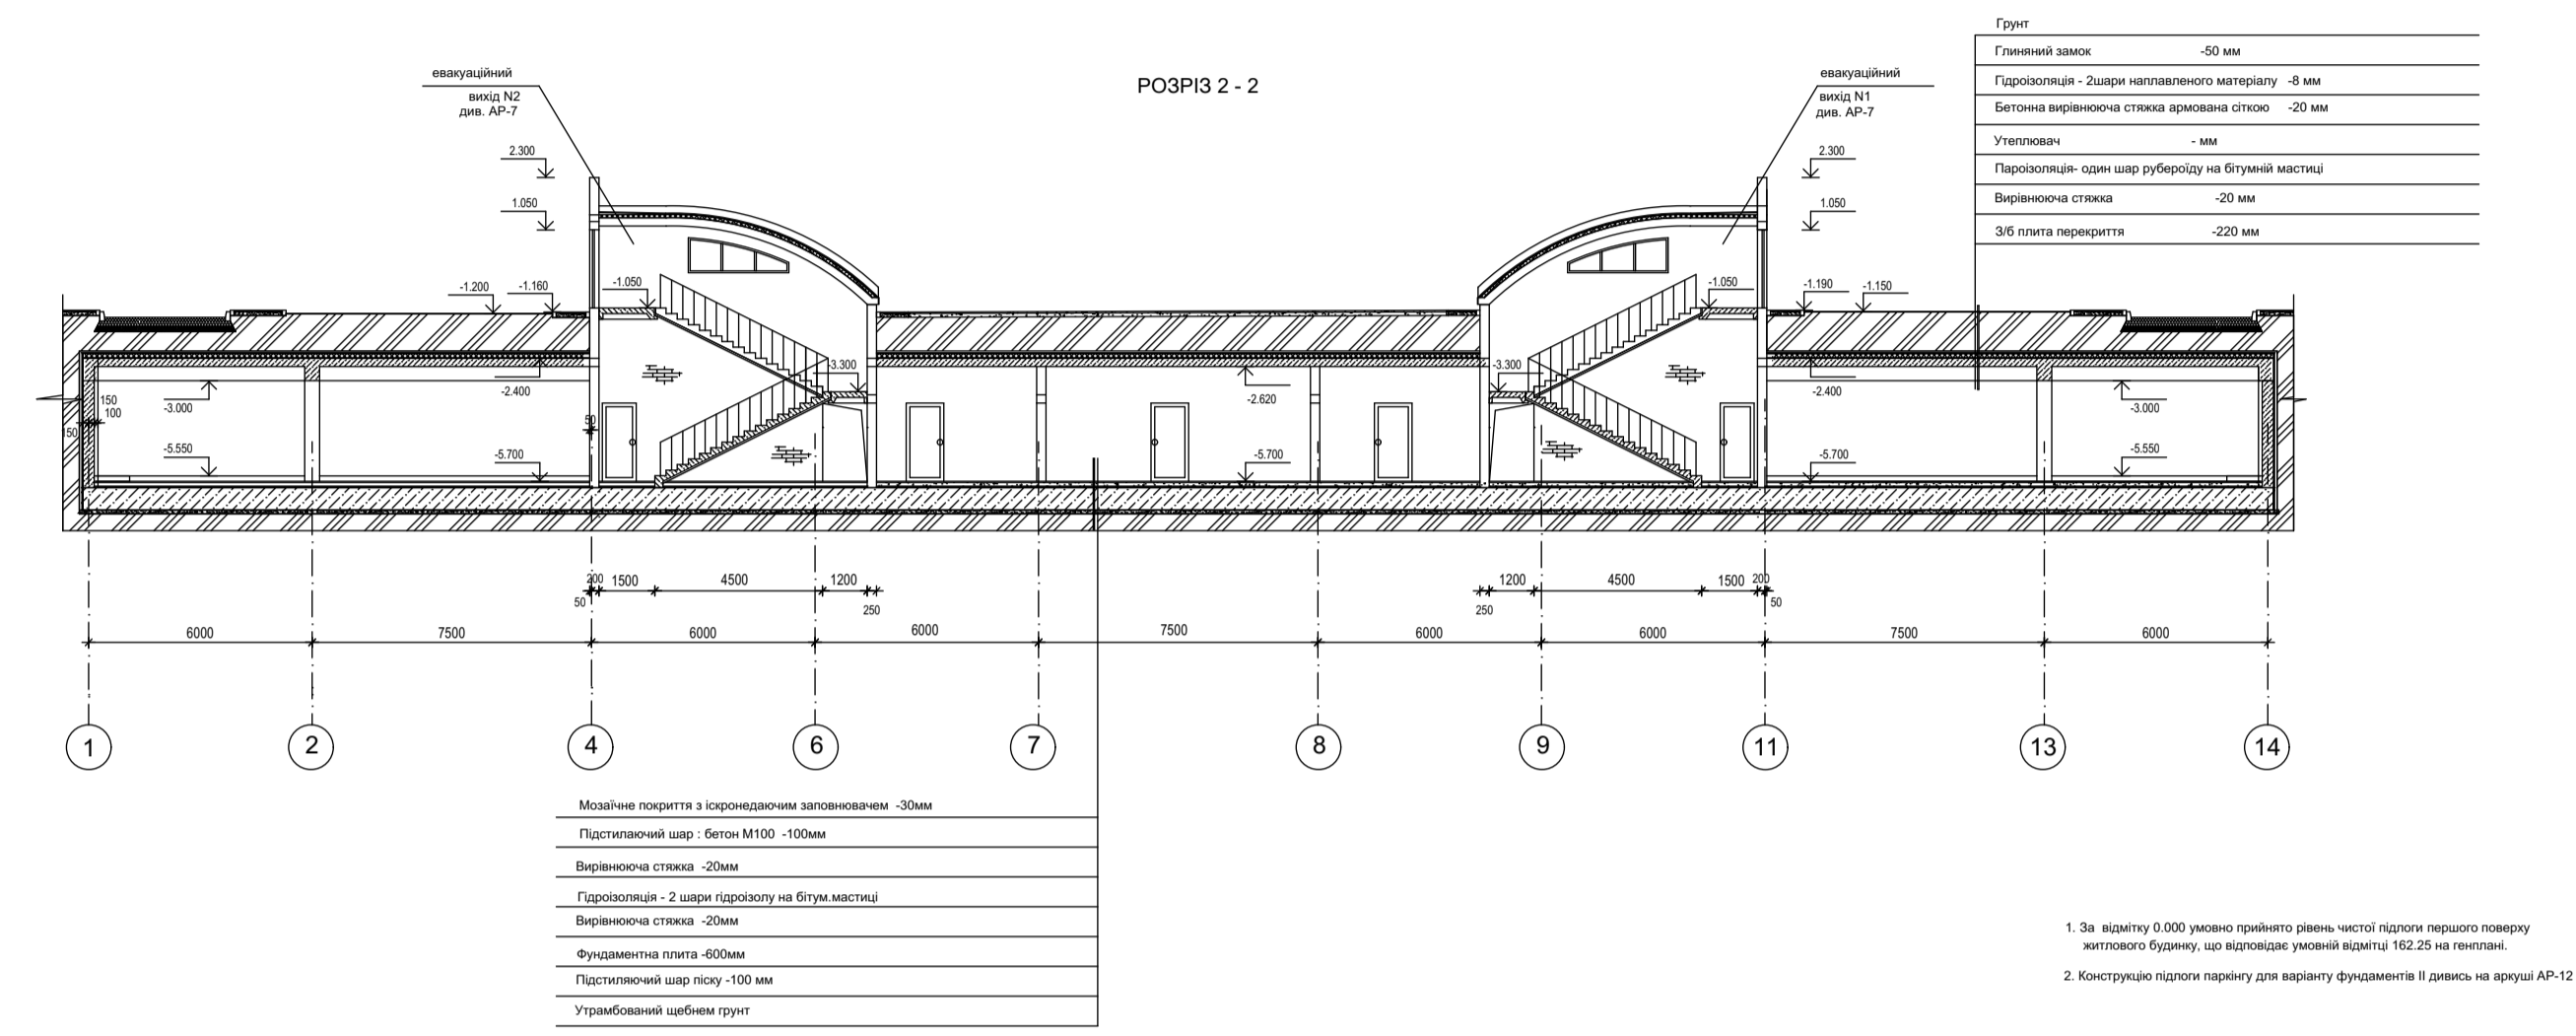 РОЗРІЗ 2 - 2
евакуаційний
вихід N2
див. АР-7
евакуаційний
вихід N1
див. АР-7
Грунт
Глиняний замок -50 мм
Гідроізоляція - 2шари наплавленого матеріалу -8 мм
Бетонна вирівнююча стяжка армована сіткою -20 мм
Утеплювач - мм
Пароізоляція- один шар рубероїду на бітумній мастиці
Вирівнююча стяжка -20 мм
З/б плита перекриття -220 мм
2.300
2.300
1.050
1.050
-1.200
-1.160
-1.050
-1.050
-1.190
-1.150
-3.300
-3.300
-3.000
-2.400
-2.620
-2.400
-3.000
150
100
150
50
-5.550
-5.700
-5.700
-5.700
-5.550
200
1500
4500
1200
1200
4500
1500
200
50
250
250
50
6000
7500
6000
6000
7500
6000
6000
7500
6000
1
2
4
6
7
8
9
11
13
14
Мозаїчне покриття з іскронедаючим заповнювачем -30мм
Підстилаючий шар : бетон М100 -100мм
Вирівнююча стяжка -20мм
Гідроізоляція - 2 шари гідроізолу на бітум.мастиці
Вирівнююча стяжка -20мм
Фундаментна плита -600мм
Підстиляючий шар піску -100 мм
Утрамбований щебнем грунт
1. За відмітку 0.000 умовно прийнято рівень чистої підлоги першого поверху
житлового будинку, що відповідає умовній відмітці 162.25 на генплані.
2. Конструкцію підлоги паркінгу для варіанту фундаментів ІІ дивись на аркуші АР-12